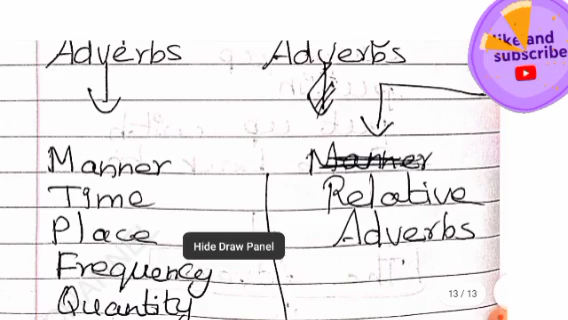 Adverbs Adverbs
like and
subscribe
Manner Manner
Time Relative
Place Adverbs
Hide Draw Panel
Frequency
13 / 13
Quantity